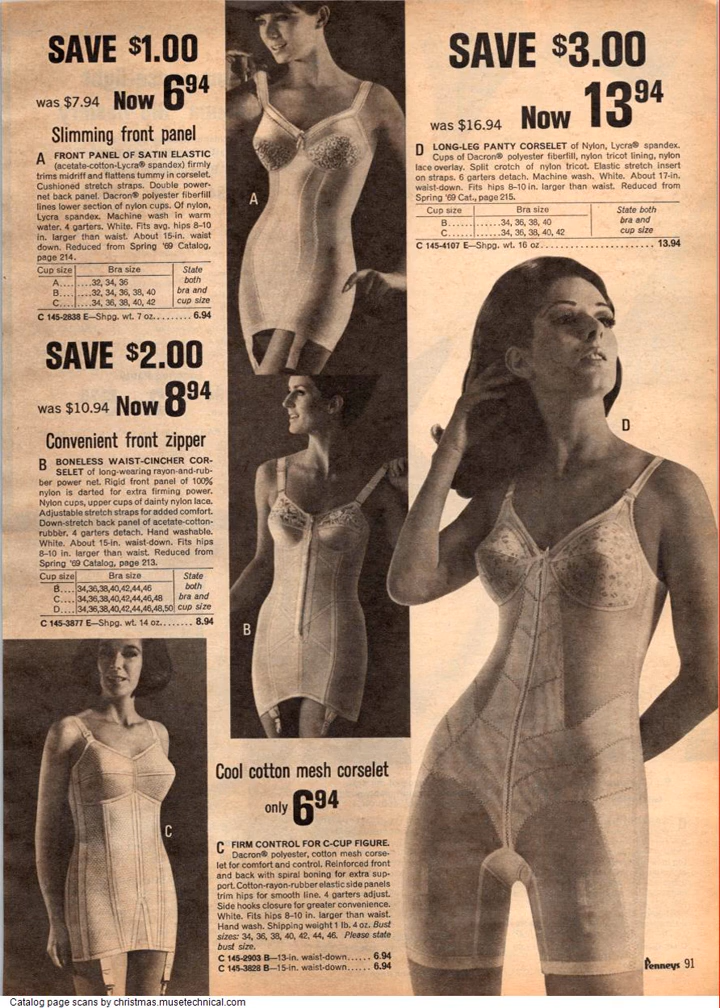 SAVE $1.00
was $7.94 Now 6.94
Slimming front panel
A FRONT PANEL OF SATIN ELASTIC
(acetate-cotton-Lycra® spandex) firmly
trims midriff and flattens tummy in corselet.
Cushioned stretch straps. Double power-
net back panel. Dacron® polyester fiberfill
lines lower section of nylon cups. Of nylon,
Lycra spandex. Machine wash in warm
water. 4 garters. White. Fits avg. hips 8-10
in. larger than waist. About 15-in. waist
down. Reduced from Spring '69 Catalog,
page 214.
Cup size Bra size State
A.... ....32, 34, 36 both
B.... ....32, 34, 36, 38, 40 bra and
C.... ....34, 36, 38, 40, 42 cup size
C 145-2838 E—Shpg. wt. 7 oz......... 6.94
SAVE $2.00
was $10.94 Now 8.94
Convenient front zipper
B BONELESS WAIST-CINCHER COR-
SELET of long-wearing rayon-and-rub-
ber power net. Rigid front panel of 100%
nylon is darted for extra firming power.
Nylon cups, upper cups of dainty nylon lace.
Adjustable stretch straps for added comfort.
Down-stretch back panel of acetate-cotton-
rubber. 4 garters detach. Hand washable.
White. About 15-in. waist-down. Fits hips
8-10 in. larger than waist. Reduced from
Spring '69 Catalog, page 213.
Cup size Bra size State
B.... 34,36,38,40,42,44,46 both
C.... 34,36,38,40,42,44,46,48 bra and
D.... 34,36,38,40,42,44,46,48,50 cup size
C 145-3877 E—Shpg. wt. 14 oz........ 8.94
A
B
C
Cool cotton mesh corselet
only 6.94
C FIRM CONTROL FOR C-CUP FIGURE.
Dacron® polyester, cotton mesh corse-
let for comfort and control. Reinforced front
and back with spiral boning for extra sup-
port. Cotton-rayon-rubber elastic side panels
trim hips for smooth line. 4 garters adjust.
Side hooks closure for greater convenience.
White. Fits hips 8-10 in. larger than waist.
Hand wash. Shipping weight 1 lb. 4 oz. Bust
sizes: 34, 36, 38, 40, 42, 44, 46. Please state
bust size.
C 145-2903 B—13-in. waist-down...... 6.94
C 145-3828 B—15-in. waist-down...... 6.94
SAVE $3.00
was $16.94 Now 13.94
D LONG-LEG PANTY CORSELET of Nylon, Lycra® spandex.
Cups of Dacron® polyester fiberfill, nylon tricot lining, nylon
lace overlay. Split crotch of nylon tricot. Elastic stretch insert
on straps. 6 garters detach. Machine wash. White. About 17-in.
waist-down. Fits hips 8-10 in. larger than waist. Reduced from
Spring '69 Cat., page 215.
Cup size Bra size State both
B........ ........34, 36, 38, 40 bra and
C........ ........34, 36, 38, 40, 42 cup size
C 145-4107 E—Shpg. wt. 16 oz........................ 13.94
D
Penneys 91
Catalog page scans by christmas.musetechnical.com